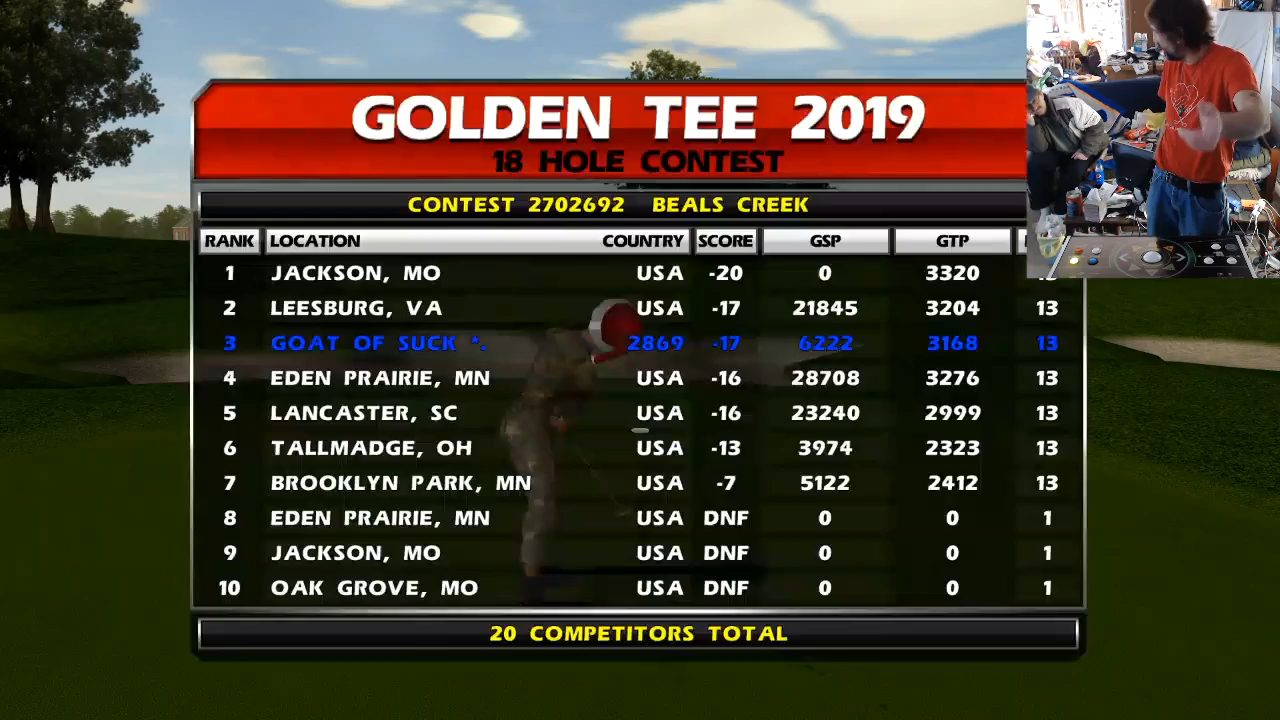 GOLDEN TEE 2019
18 HOLE CONTEST
CONTEST 2702692 BEALS CREEK
RANK LOCATION COUNTRY SCORE GSP GTP
1 JACKSON, MO USA -20 0 3320
2 LEESBURG, VA USA -17 21845 3204 13
3 GOAT OF SUCK *. 2869 -17 6222 3168 13
4 EDEN PRAIRIE, MN USA -16 28708 3276 13
5 LANCASTER, SC USA -16 23240 2999 13
6 TALLMADGE, OH USA -13 3974 2323 13
7 BROOKLYN PARK, MN USA -7 5122 2412 13
8 EDEN PRAIRIE, MN USA DNF 0 0 1
9 JACKSON, MO USA DNF 0 0 1
10 OAK GROVE, MO USA DNF 0 0 1
20 COMPETITORS TOTAL